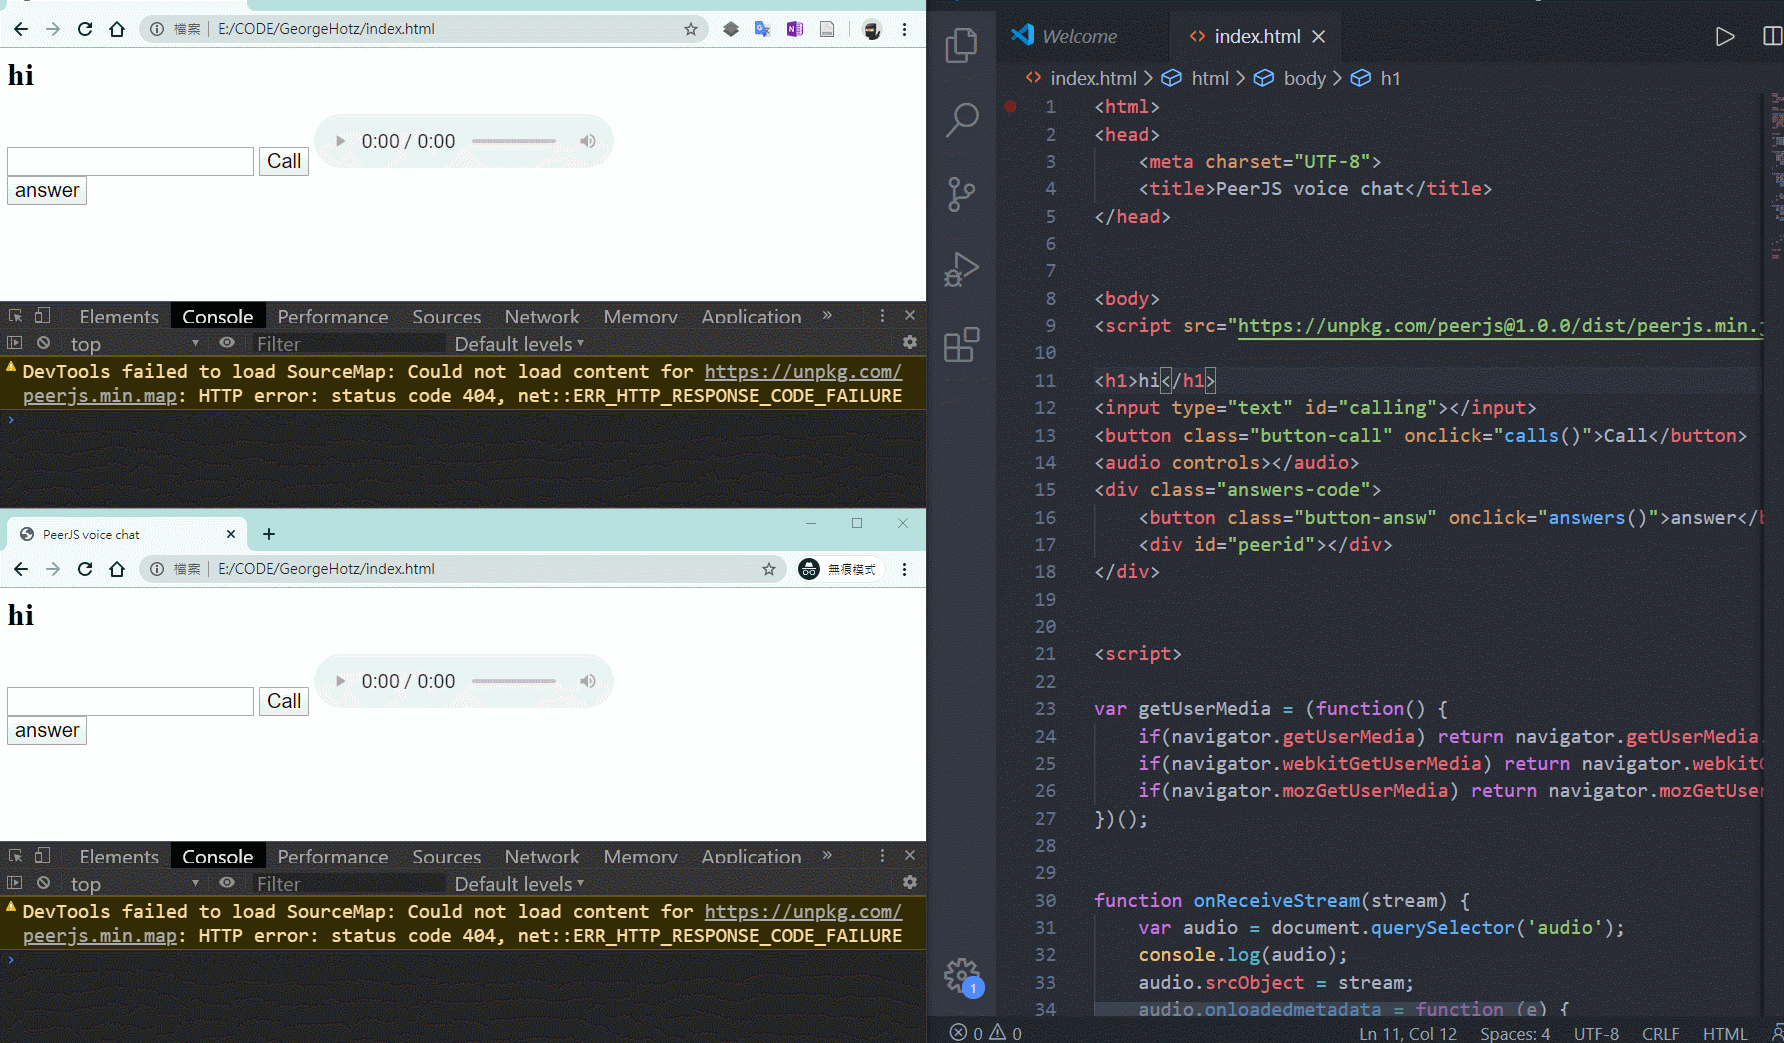 檔案 | E:/CODE/GeorgeHotz/index.html
hi
0:00 / 0:00
Call
answer
Elements Console Performance Sources Network Memory Application »
top Filter Default levels
DevTools failed to load SourceMap: Could not load content for https://unpkg.com/
peerjs.min.map: HTTP error: status code 404, net::ERR_HTTP_RESPONSE_CODE_FAILURE
PeerJS voice chat
檔案 | E:/CODE/GeorgeHotz/index.html 無痕模式
hi
0:00 / 0:00
Call
answer
Elements Console Performance Sources Network Memory Application »
top Filter Default levels
DevTools failed to load SourceMap: Could not load content for https://unpkg.com/
peerjs.min.map: HTTP error: status code 404, net::ERR_HTTP_RESPONSE_CODE_FAILURE
Welcome <> index.html
<> index.html > html > body > h1
1 <html>
2 <head>
3 <meta charset="UTF-8">
4 <title>PeerJS voice chat</title>
5 </head>
6
7
8 <body>
9 <script src="https://unpkg.com/peerjs@1.0.0/dist/peerjs.min.
10
11 <h1>hi</h1>
12 <input type="text" id="calling"></input>
13 <button class="button-call" onclick="calls()">Call</button>
14 <audio controls></audio>
15 <div class="answers-code">
16 <button class="button-answ" onclick="answers()">answer</
17 <div id="peerid"></div>
18 </div>
19
20
21 <script>
22
23 var getUserMedia = (function() {
24 if(navigator.getUserMedia) return navigator.getUserMedia.
25 if(navigator.webkitGetUserMedia) return navigator.webkit
26 if(navigator.mozGetUserMedia) return navigator.mozGetUser
27 })();
28
29
30 function onReceiveStream(stream) {
31 var audio = document.querySelector('audio');
32 console.log(audio);
33 audio.srcObject = stream;
34 audio.onloadedmetadata = function (e) {
1
0 0 Ln 11, Col 12 Spaces: 4 UTF-8 CRLF HTML